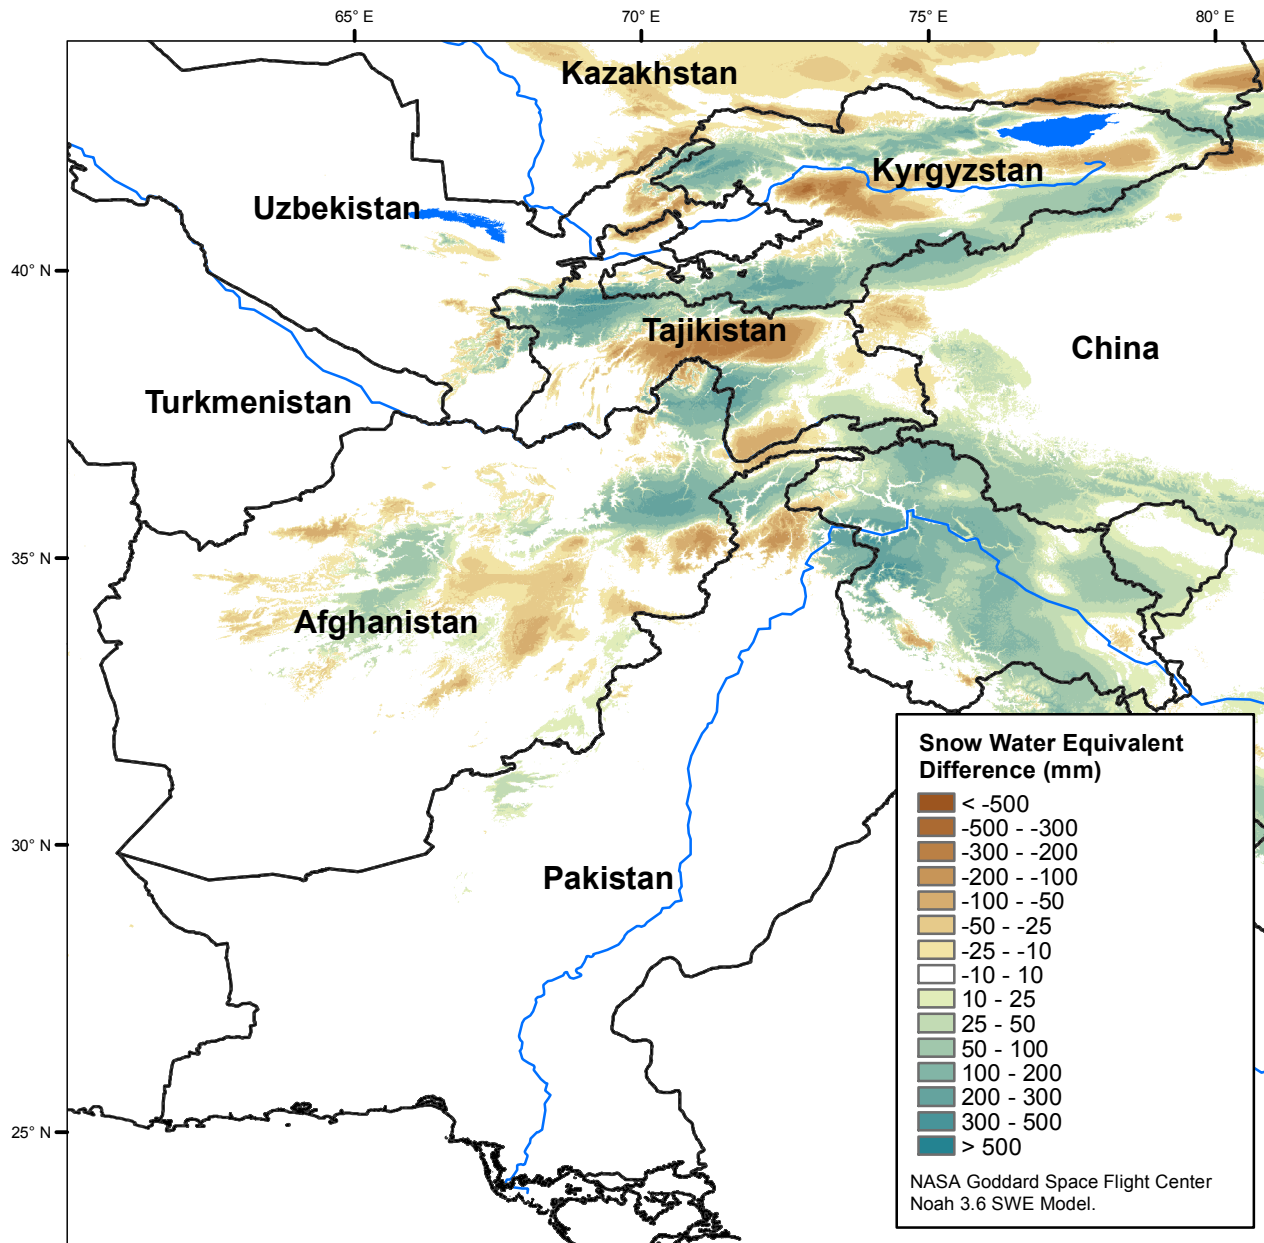 65° E
70° E
75° E
80° E
Kazakhstan
Kyrgyzstan
Uzbekistan
40° N
Tajikistan
China
Turkmenistan
35° N
Afghanistan
Snow Water Equivalent
Difference (mm)
< -500
-500 - -300
-300 - -200
-200 - -100
-100 - -50
-50 - -25
-25 - -10
-10 - 10
10 - 25
25 - 50
50 - 100
100 - 200
200 - 300
300 - 500
> 500
NASA Goddard Space Flight Center
Noah 3.6 SWE Model.
30° N
Pakistan
25° N